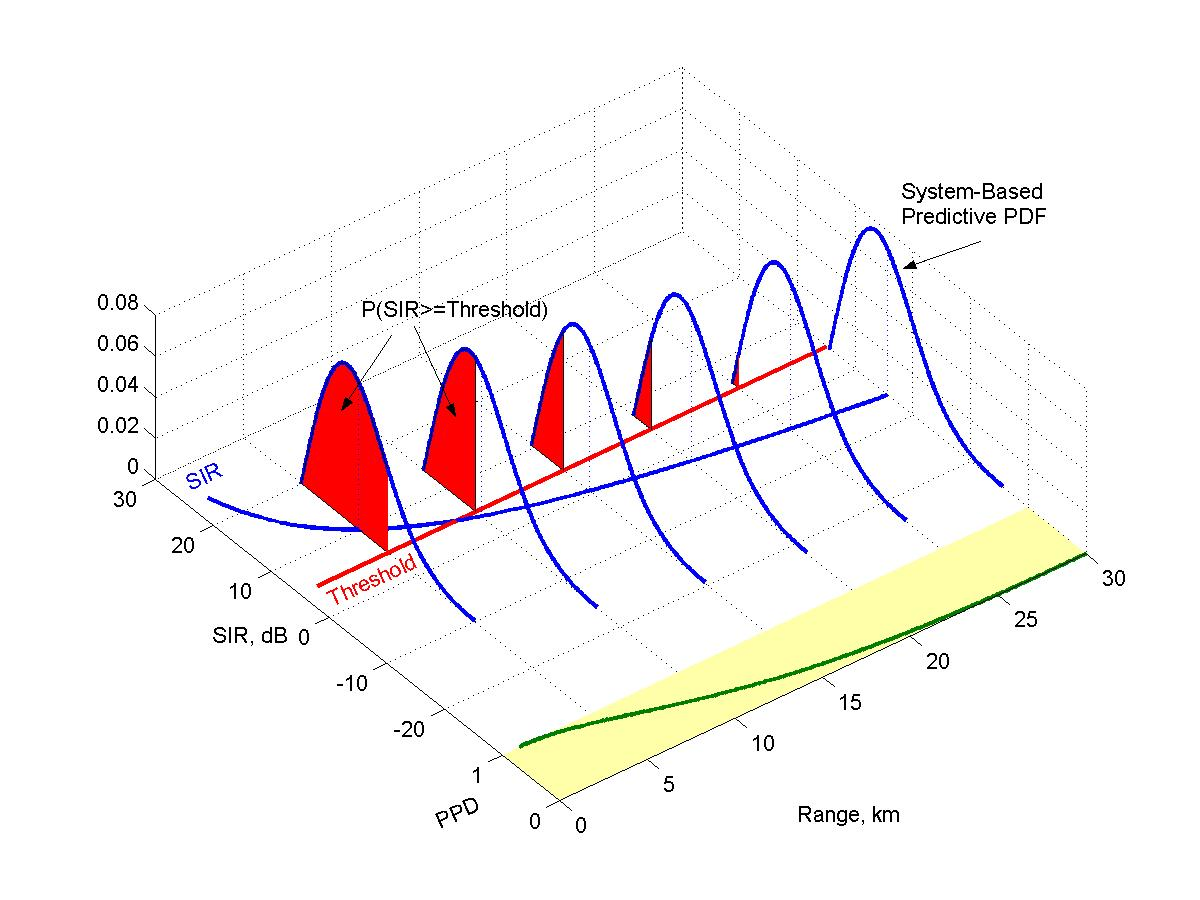 System-Based
Predictive PDF
P(SIR>=Threshold)
0.08
0.06
0.04
0.02
0
30
20
10
0
-10
-20
1
0
SIR
Threshold
SIR, dB
PPD
0
5
10
15
20
25
30
Range, km